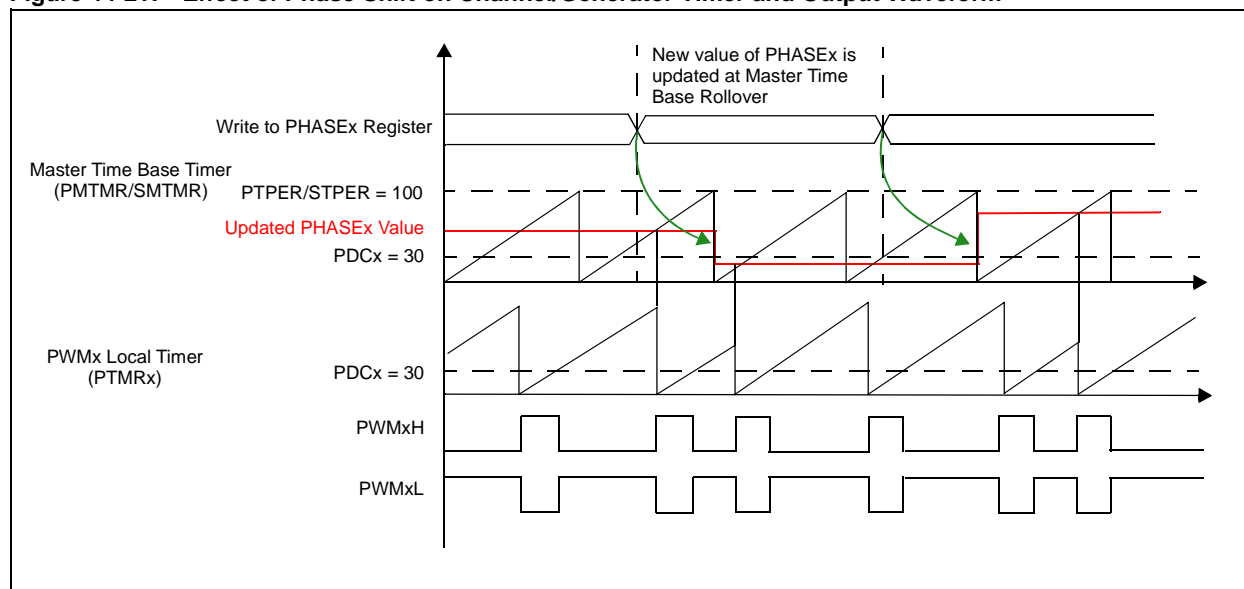 New value of PHASEx is
updated at Master Time
Base Rollover
Write to PHASEx Register
Master Time Base Timer
(PMTMR/SMTMR)
PTPER/STPER = 100
Updated PHASEx Value
PDCx = 30
PWMx Local Timer
(PTMRx)
PDCx = 30
PWMxH
PWMxL